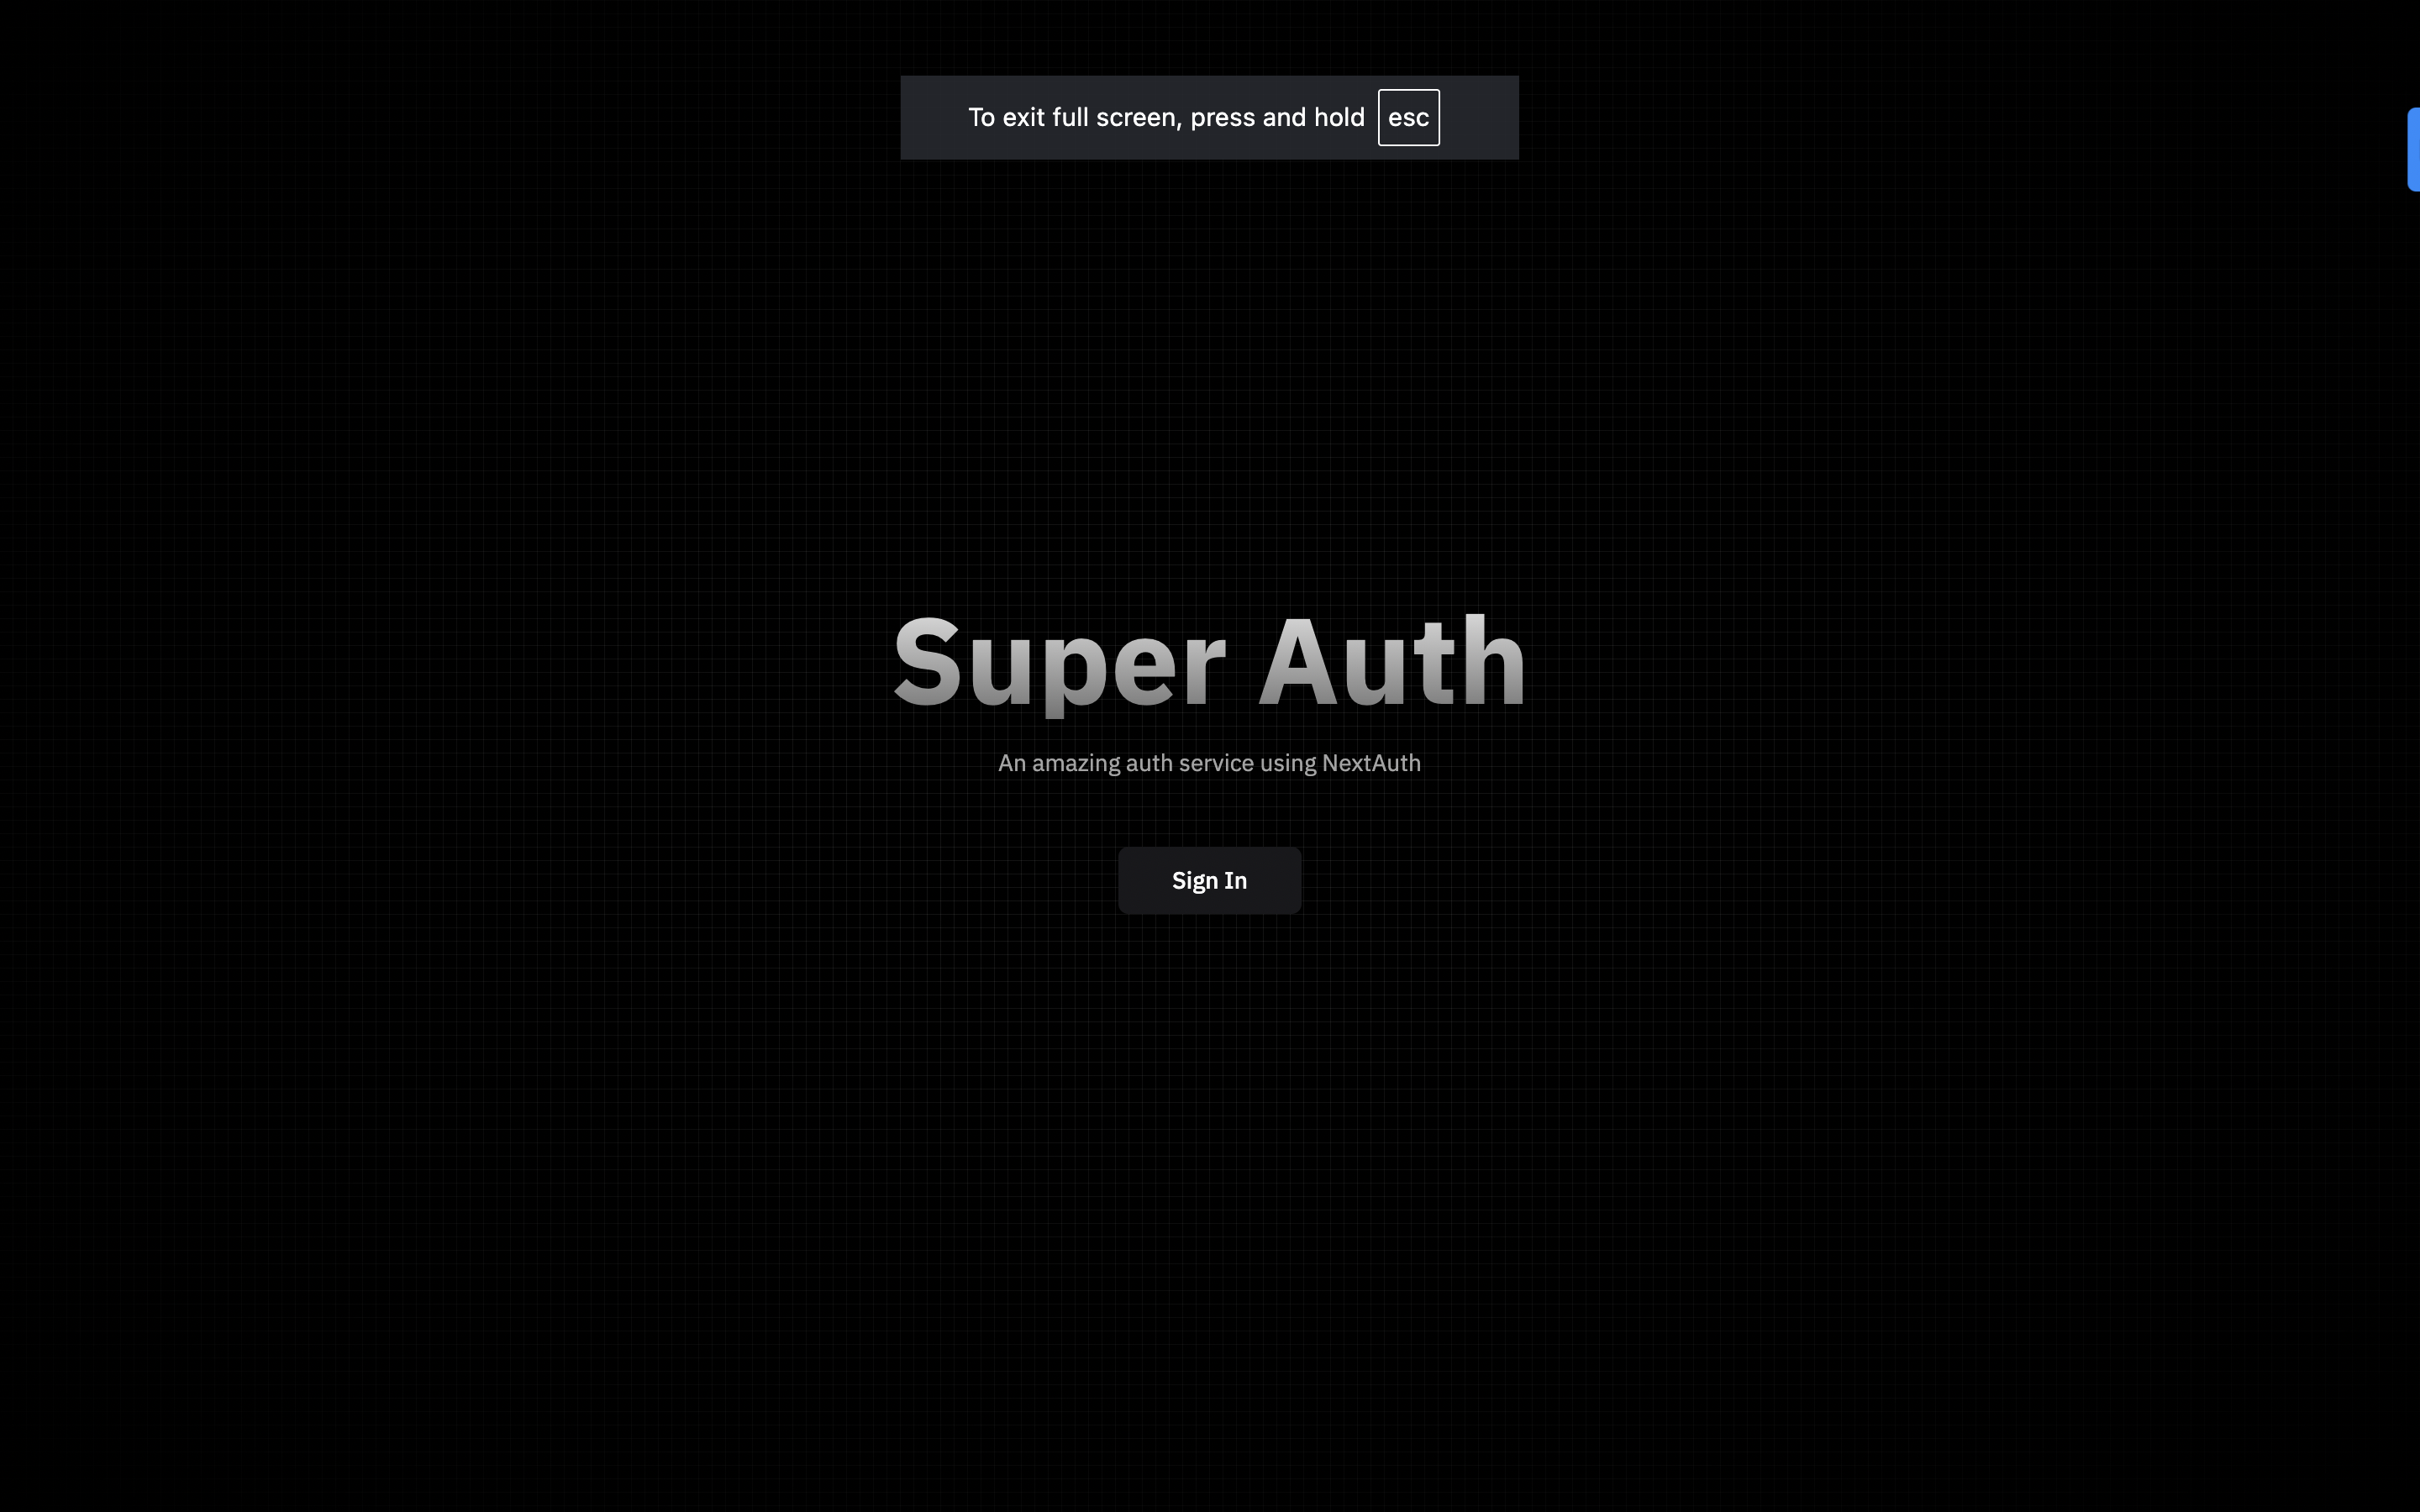 To exit full screen, press and hold esc
Super Auth
An amazing auth service using NextAuth
Sign In